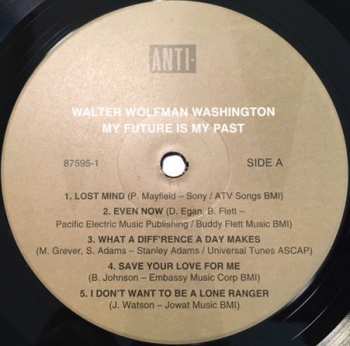 ANTI-
WALTER WOLFMAN WASHINGTON
MY FUTURE IS MY PAST
87595-1
SIDE A
1. LOST MIND (P. Mayfield – Sony / ATV Songs BMI)
2. EVEN NOW (D. Egan, B. Flett –
Pacific Electric Music Publishing / Buddy Flett Music BMI)
3. WHAT A DIFF'RENCE A DAY MAKES
(M. Grever, S. Adams – Stanley Adams / Universal Tunes ASCAP)
4. SAVE YOUR LOVE FOR ME
(B. Johnson – Embassy Music Corp BMI)
5. I DON'T WANT TO BE A LONE RANGER
(J. Watson – Jowat Music BMI)